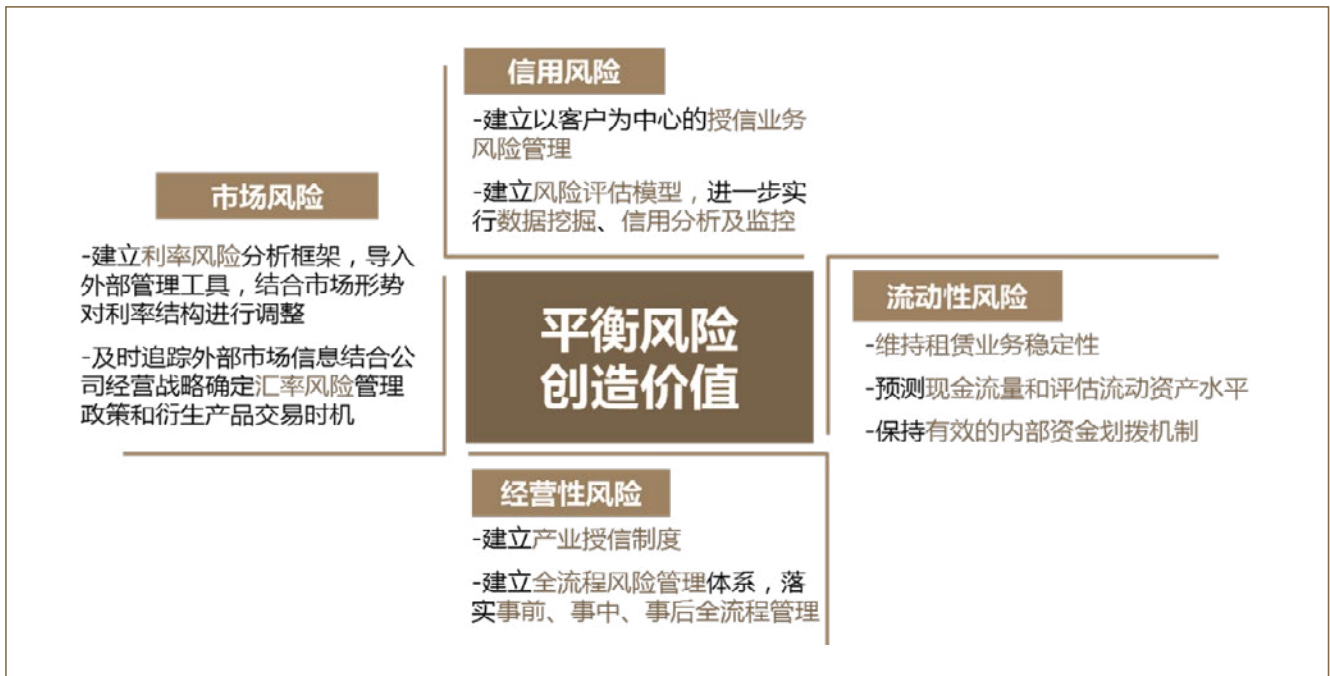 信用风险
-建立以客户为中心的授信业务
风险管理
-建立风险评估模型，进一步实
行数据挖掘、信用分析及监控
市场风险
-建立利率风险分析框架，导入
外部管理工具，结合市场形势
对利率结构进行调整
-及时追踪外部市场信息结合公
司经营战略确定汇率风险管理
政策和衍生产品交易时机
平衡风险
创造价值
流动性风险
-维持租赁业务稳定性
-预测现金流量和评估流动资产水平
-保持有效的内部资金划拨机制
经营性风险
-建立产业授信制度
-建立全流程风险管理体系，落
实事前、事中、事后全流程管理